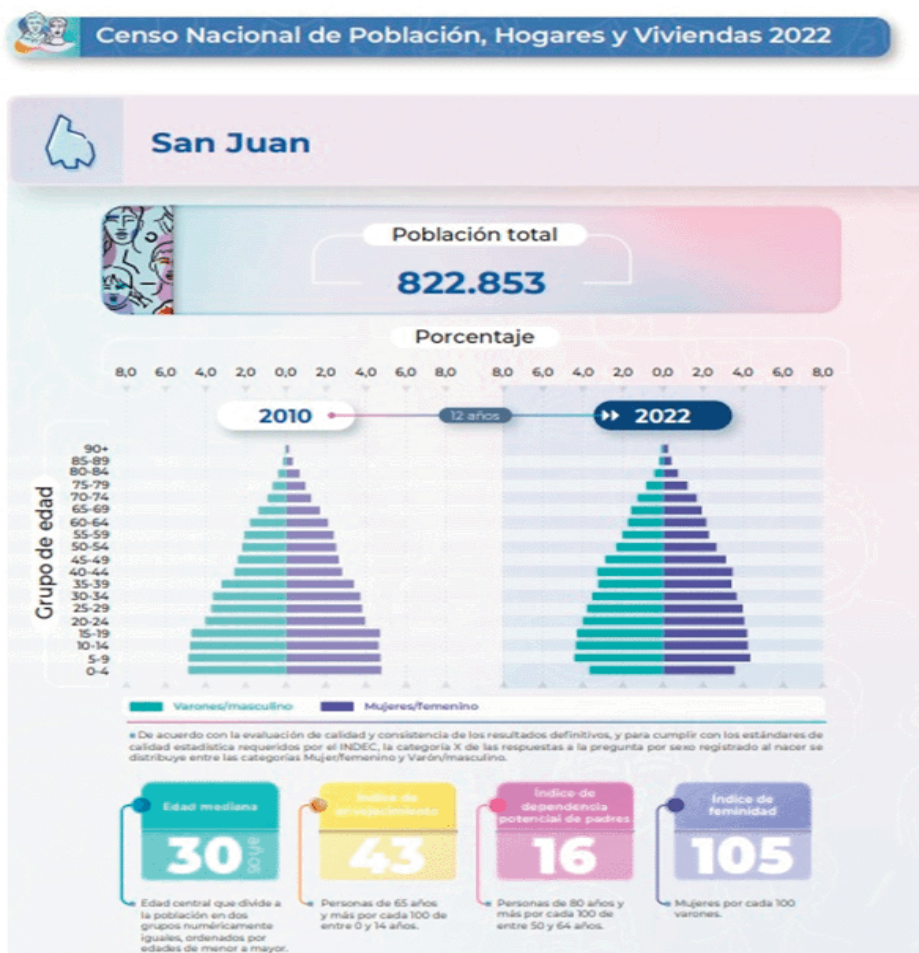 Censo Nacional de Población, Hogares y Viviendas 2022
San Juan
Población total
822.853
Porcentaje
8,0 6,0 4,0 2,0 0,0 2,0 4,0 6,0 8,0 6,0 4,0 2,0 0,0 2,0 4,0 6,0 8,0
2010 12 años 2022
Grupo de edad
90+
85-89
80-84
75-79
70-74
65-69
60-64
55-59
50-54
45-49
40-44
35-39
30-34
25-29
20-24
15-19
10-14
5-9
0-4
Varones/masculino Mujeres/femenino
De acuerdo con la evaluación de calidad y consistencia de los resultados definitivos, y para cumplir con los estándares de
calidad estadística requeridos por el INDEC, la categoría X de las respuestas a la pregunta por sexo registrado al nacer se
distribuye entre las categorías Mujer/femenino y Varón/masculino.
Edad mediana
30 años
Edad central que divide a
la población en dos
grupos numéricamente
iguales, ordenados por
edades de menor a mayor.
Índice de
envejecimiento
43
Personas de 65 años
y más por cada 100 de
entre 0 y 14 años.
Índice de
dependencia
potencial de padres
16
Personas de 80 años y
más por cada 100 de
entre 50 y 64 años.
Índice de
feminidad
105
Mujeres por cada 100
varones.